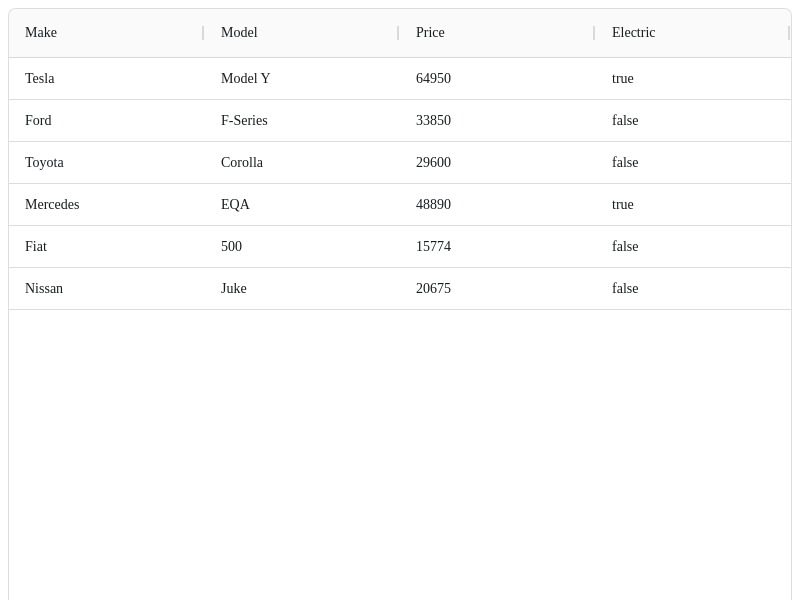 Make Model Price Electric
Tesla Model Y 64950 true
Ford F-Series 33850 false
Toyota Corolla 29600 false
Mercedes EQA 48890 true
Fiat 500 15774 false
Nissan Juke 20675 false